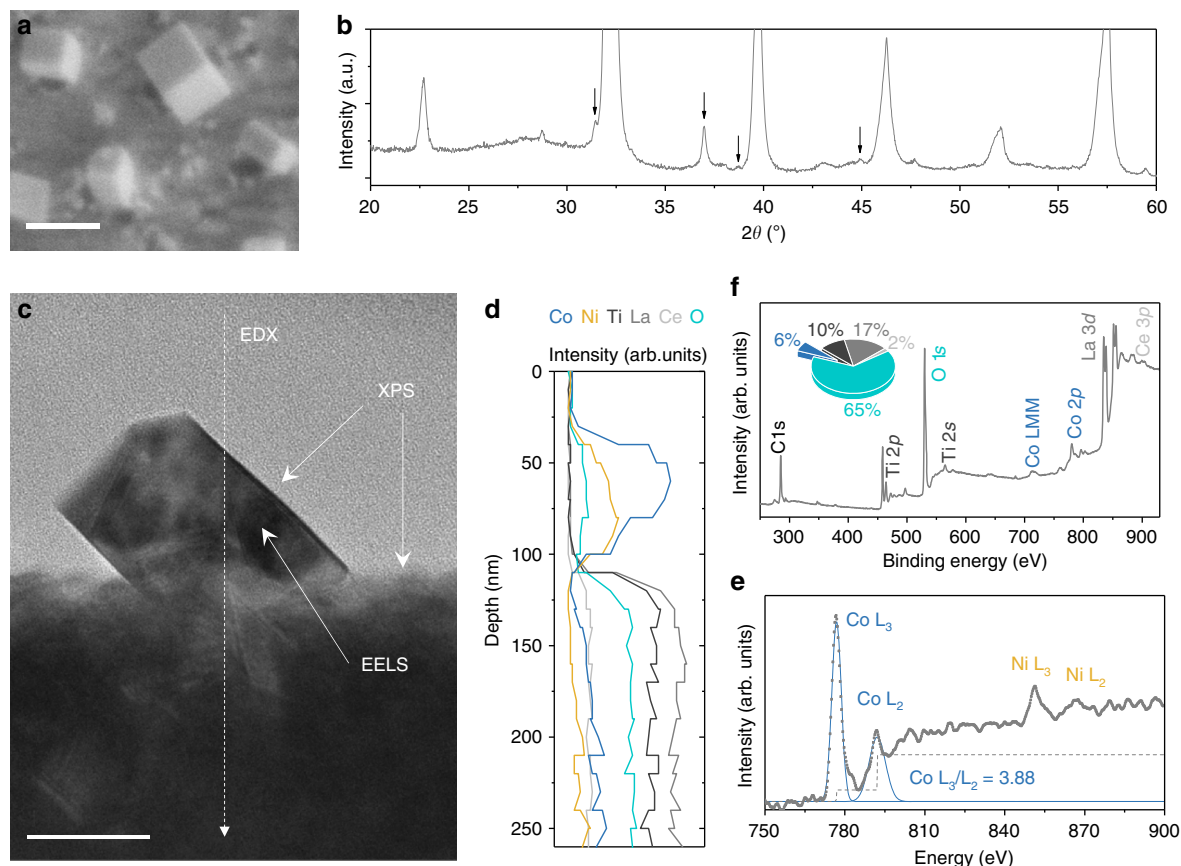 a
b
Intensity (a.u.)
20 25 30 35 40 45 50 55 60
2θ (°)
c
EDX
XPS
EELS
d
Co Ni Ti La Ce O
Intensity (arb.units)
Depth (nm)
0
50
100
150
200
250
f
Intensity (arb. units)
6%
10%
17%
2%
65%
C1s
Ti 2p
O 1s
Ti 2s
Co LMM
Co 2p
La 3d
Ce 3p
300 400 500 600 700 800 900
Binding energy (eV)
e
Intensity (arb. units)
Co L₃
Co L₂
Ni L₃
Ni L₂
Co L₃/L₂ = 3.88
750 780 810 840 870 900
Energy (eV)